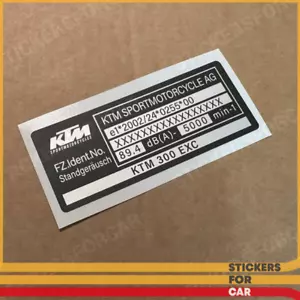 KTM
SPORTMOTORCYCLES
KTM SPORTMOTORCYCLE AG
e1*2002/24*0255*00
FZ.Ident.No. XXXXXXXXXXXXXXXXX
Standgeräusch 89.4 dB(A)- 5000 min-1
KTM 300 EXC
STICKERS
FOR
CAR